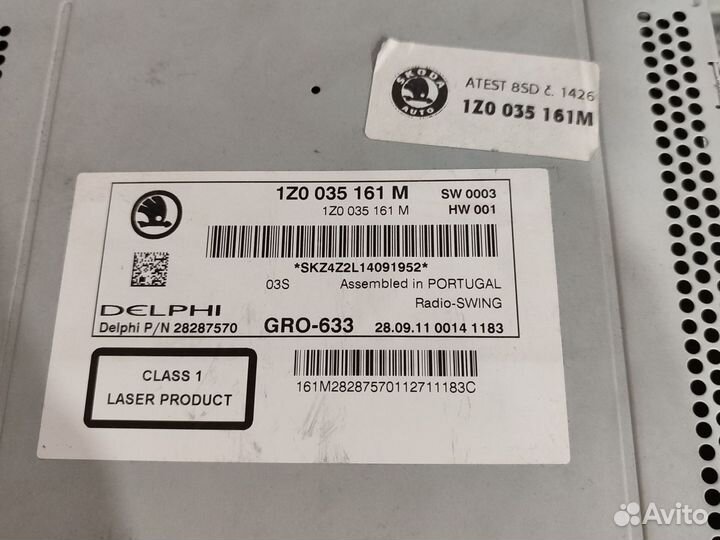 SKODA
AUTO
ATEST 8SD č. 1426
1Z0 035 161M
1Z0 035 161 M SW 0003
1Z0 035 161 M HW 001
*SKZ4Z2L14091952*
03S Assembled in PORTUGAL
Radio-SWING
DELPHI
Delphi P/N 28287570 GRO-633 28.09.11 0014 1183
CLASS 1
LASER PRODUCT
161M28287570112711183C
Avito